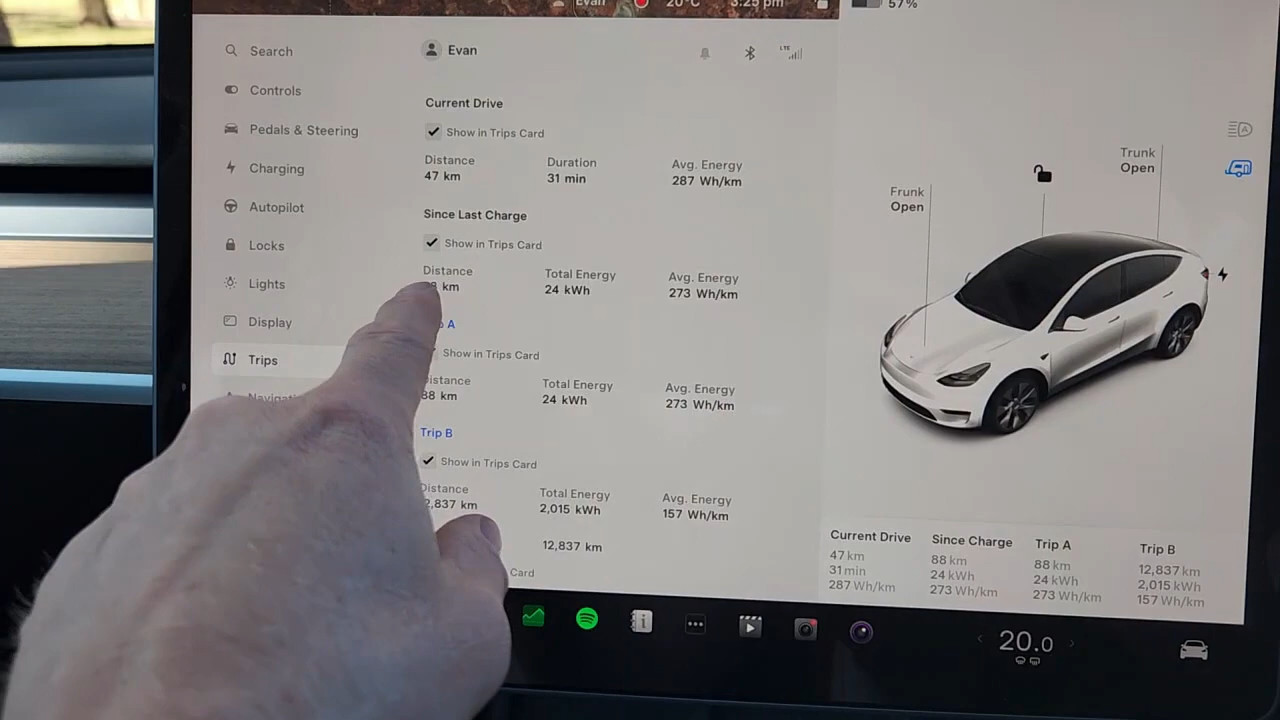 Evan
20°C
3:25 pm
57%
Search
Evan
LTE
Controls
Current Drive
Pedals & Steering
Show in Trips Card
Distance
Duration
Avg. Energy
47 km
31 min
287 Wh/km
Charging
Autopilot
Since Last Charge
Locks
Show in Trips Card
Distance
Total Energy
Avg. Energy
km
24 kWh
273 Wh/km
Lights
Display
A
Trips
Show in Trips Card
Distance
Total Energy
Avg. Energy
88 km
24 kWh
273 Wh/km
Trip B
Show in Trips Card
Distance
Total Energy
Avg. Energy
2,837 km
2,015 kWh
157 Wh/km
12,837 km
Card
Trunk
Open
Frunk
Open
Current Drive
47 km
31 min
287 Wh/km
Since Charge
88 km
24 kWh
273 Wh/km
Trip A
88 km
24 kWh
273 Wh/km
Trip B
12,837 km
2,015 kWh
157 Wh/km
20.0